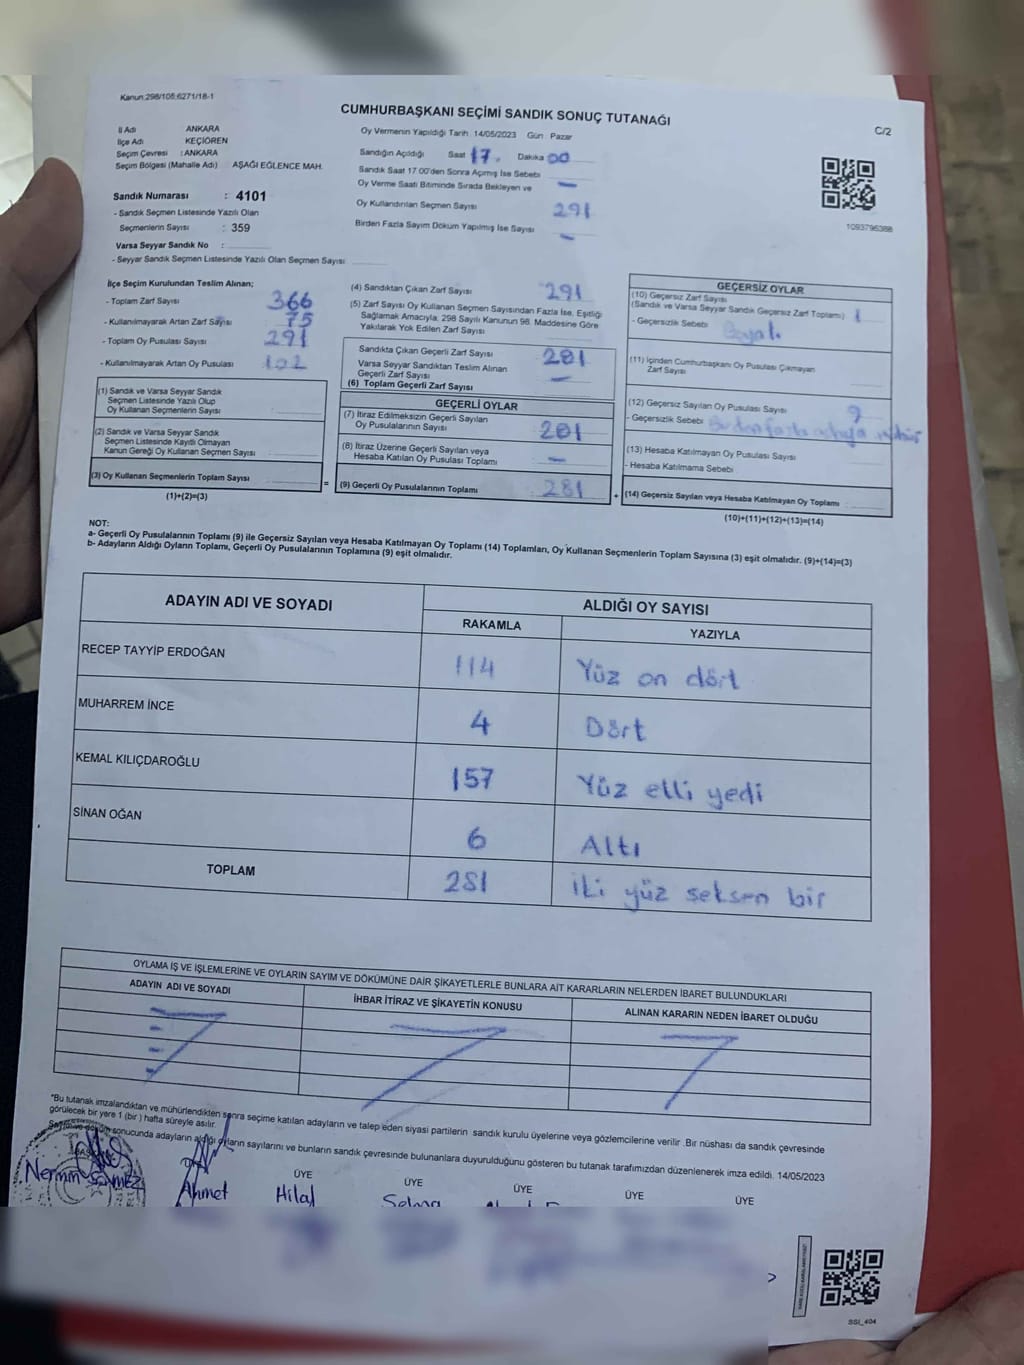 Kanun:298/105;6271/18-1
CUMHURBAŞKANI SEÇİMİ SANDIK SONUÇ TUTANAĞI
C/2
İl Adı ANKARA
İlçe Adı KEÇİÖREN
Seçim Çevresi : ANKARA
Seçim Bölgesi (Mahalle Adı) AŞAĞI EĞLENCE MAH.
Sandık Numarası : 4101
- Sandık Seçmen Listesinde Yazılı Olan
Seçmenlerin Sayısı : 359
Varsa Seyyar Sandık No :
- Seyyar Sandık Seçmen Listesinde Yazılı Olan Seçmen Sayısı
Oy Vermenin Yapıldığı Tarih 14/05/2023 Gün Pazar
Sandığın Açıldığı Saat 17. Dakika 00
Sandık Saat 17:00'den Sonra Açımış İse Sebebi
Oy Verme Saati Bitiminde Sırada Bekleyen ve
Oy Kullandırılan Seçmen Sayısı 291
Birden Fazla Sayım Döküm Yapılmış İse Sayısı
1093796388
İlçe Seçim Kurulundan Teslim Alınan;
- Toplam Zarf Sayısı 366
- Kullanılmayarak Artan Zarf Sayısı 75
- Toplam Oy Pusulası Sayısı 291
- Kullanılmayarak Artan Oy Pusulası 102
(1) Sandık ve Varsa Seyyar Sandık
Seçmen Listesinde Yazılı Olup
Oy Kullanan Seçmenlerin Sayısı :
(2) Sandık ve Varsa Seyyar Sandık
Seçmen Listesinde Kayıtlı Olmayan
Kanun Gereği Oy Kullanan Seçmen Sayısı
(3) Oy Kullanan Seçmenlerin Toplam Sayısı
(1)+(2)=(3)
=
(4) Sandıktan Çıkan Zarf Sayısı 291
(5) Zarf Sayısı Oy Kullanan Seçmen Sayısından Fazla İse, Eşitliği
Sağlamak Amacıyla, 298 Sayılı Kanunun 98. Maddesine Göre
Yakılarak Yok Edilen Zarf Sayısı
Sandıkta Çıkan Geçerli Zarf Sayısı 281
Varsa Seyyar Sandıktan Teslim Alınan
Geçerli Zarf Sayısı
(6) Toplam Geçerli Zarf Sayısı
GEÇERLİ OYLAR
(7) İtiraz Edilmeksizin Geçerli Sayılan
Oy Pusulalarının Sayısı 281
(8) İtiraz Üzerine Geçerli Sayılan veya
Hesaba Katılan Oy Pusulası Toplamı
(9) Geçerli Oy Pusulalarının Toplamı 281
+
GEÇERSİZ OYLAR
(10) Geçersiz Zarf Sayısı
(Sandık ve Varsa Seyyar Sandık Geçersiz Zarf Toplamı) 1
- Geçersizlik Sebebi Boyalı
(11) İçinden Cumhurbaşkanı Oy Pusulası Çıkmayan
Zarf Sayısı
(12) Geçersiz Sayılan Oy Pusulası Sayısı 9
- Geçersizlik Sebebi Birden fazla mühür
(13) Hesaba Katılmayan Oy Pusulası Sayısı
- Hesaba Katılmama Sebebi
(14) Geçersiz Sayılan veya Hesaba Katılmayan Oy Toplamı
(10)+(11)+(12)+(13)=(14)
NOT:
a- Geçerli Oy Pusulalarının Toplamı (9) ile Geçersiz Sayılan veya Hesaba Katılmayan Oy Toplamı (14) Toplamları, Oy Kullanan Seçmenlerin Toplam Sayısına (3) eşit olmalıdır. (9)+(14)=(3)
b- Adayların Aldığı Oyların Toplamı, Geçerli Oy Pusulalarının Toplamına (9) eşit olmalıdır.
ADAYIN ADI VE SOYADI ALDIĞI OY SAYISI
RAKAMLA YAZIYLA
RECEP TAYYİP ERDOĞAN 114 Yüz on dört
MUHARREM İNCE 4 Dört
KEMAL KILIÇDAROĞLU 157 Yüz elli yedi
SİNAN OĞAN 6 Altı
TOPLAM 281 iki yüz seksen bir
OYLAMA İŞ VE İŞLEMLERİNE VE OYLARIN SAYIM VE DÖKÜMÜNE DAİR ŞİKAYETLERLE BUNLARA AİT KARARLARIN NELERDEN İBARET BULUNDUKLARI
ADAYIN ADI VE SOYADI İHBAR İTİRAZ VE ŞİKAYETİN KONUSU ALINAN KARARIN NEDEN İBARET OLDUĞU
"Bu tutanak imzalandıktan ve mühürlendikten sonra seçime katılan adayların ve talep eden siyasi partilerin sandık kurulu üyelerine veya gözlemcilerine verilir. Bir nüshası da sandık çevresinde
görülecek bir yere 1 (bir ) hafta süreyle asılır.
sonucunda adayların aldığı oyların sayılarını ve bunların sandık çevresinde bulunanlara duyurulduğunu gösteren bu tutanak tarafımızdan düzenlenerek imza edildi. 14/05/2023
ÜYE ÜYE ÜYE ÜYE ÜYE
Ahmet Hilal Selma
SSI_404